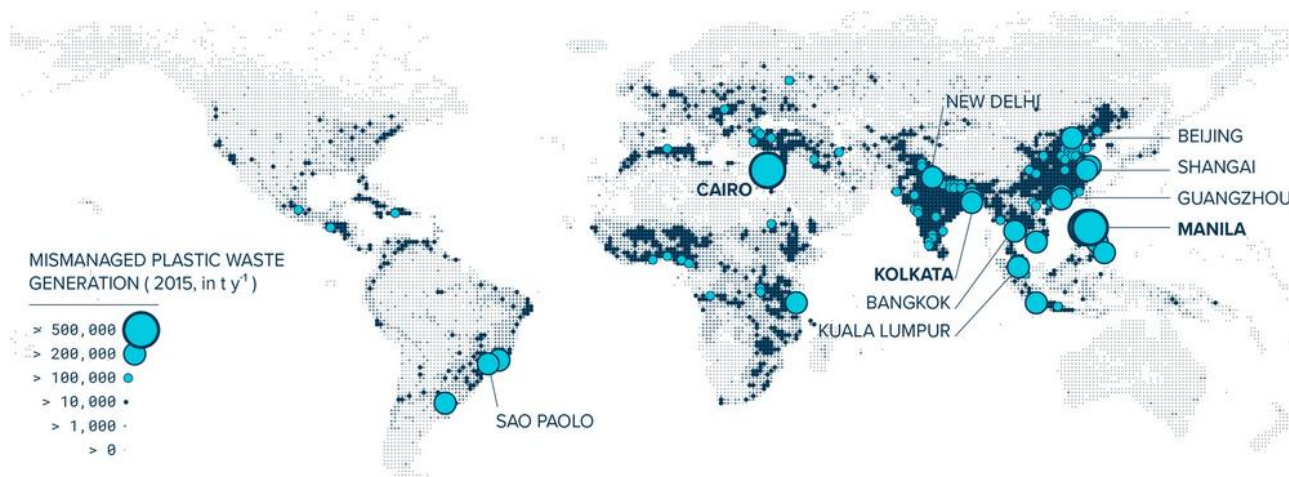 NEW DELHI
BEIJING
SHANGAI
GUANGZHOU
CAIRO
MANILA
KOLKATA
BANGKOK
KUALA LUMPUR
SAO PAOLO
MISMANAGED PLASTIC WASTE
GENERATION ( 2015, in t y⁻¹ )
> 500,000
> 200,000
> 100,000
> 10,000
> 1,000
> 0